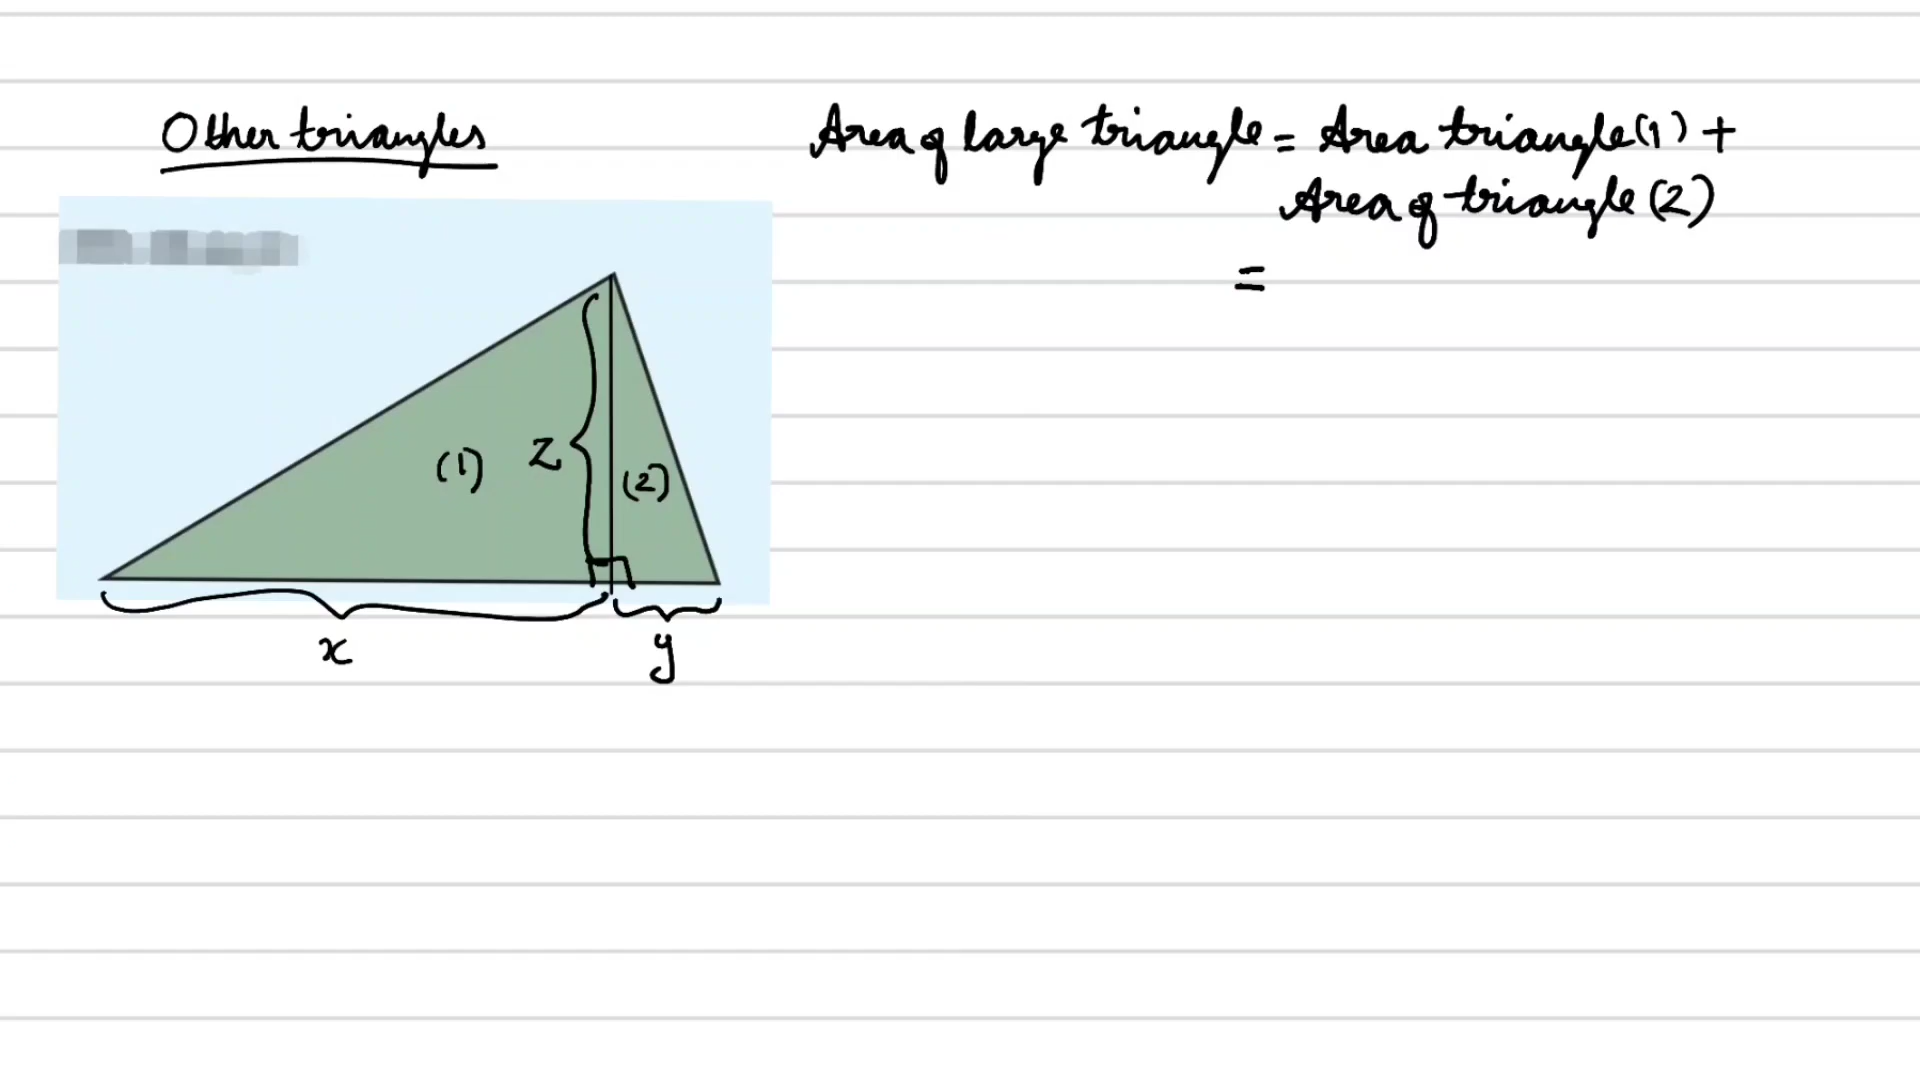 Other triangles
Area of large triangle = Area triangle (1) +
Area of triangle (2)
=
(1)
z
(2)
x
y